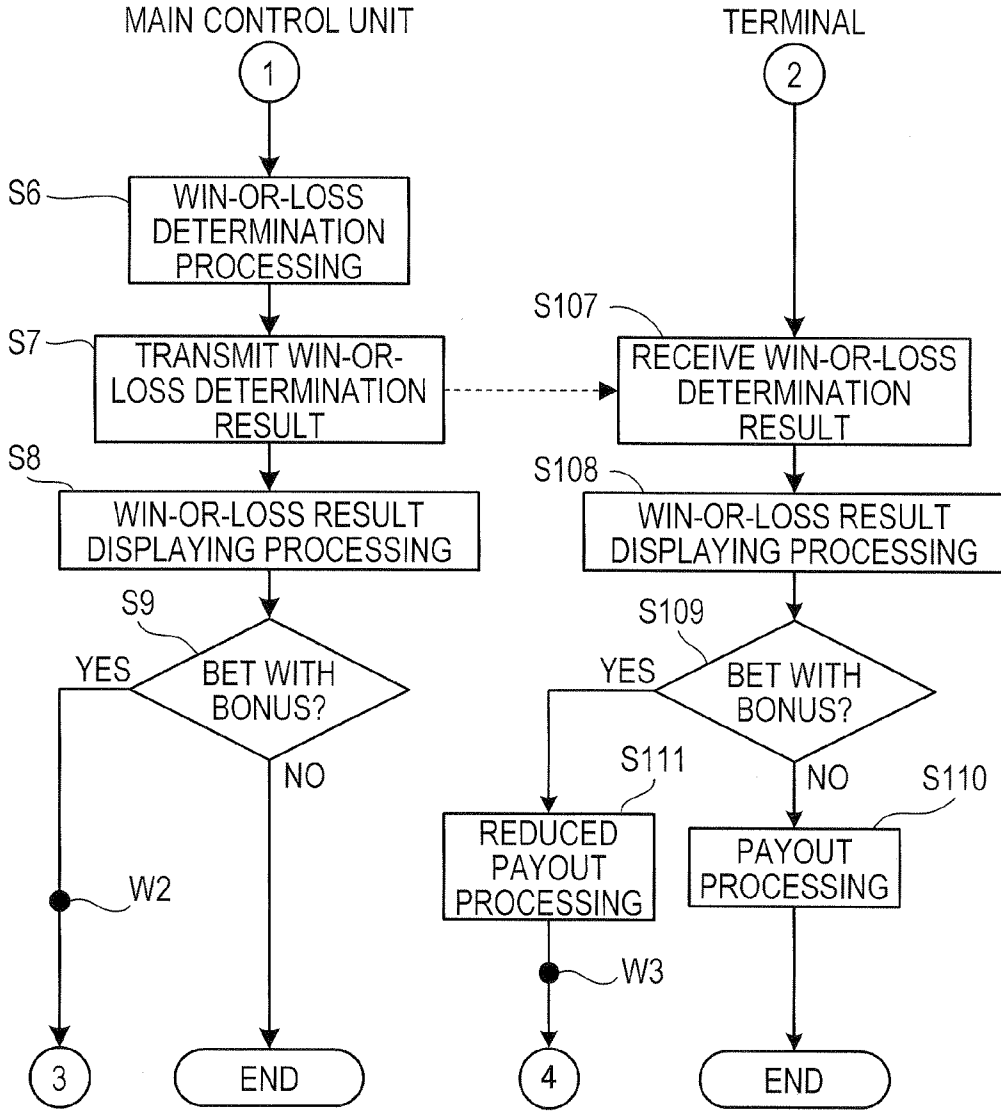 MAIN CONTROL UNIT
1
S6
WIN-OR-LOSS
DETERMINATION
PROCESSING
S7
TRANSMIT WIN-OR-
LOSS DETERMINATION
RESULT
S8
WIN-OR-LOSS RESULT
DISPLAYING PROCESSING
S9
YES
BET WITH
BONUS?
NO
W2
3
END
TERMINAL
2
S107
RECEIVE WIN-OR-LOSS
DETERMINATION
RESULT
S108
WIN-OR-LOSS RESULT
DISPLAYING PROCESSING
S109
YES
BET WITH
BONUS?
NO
S111
REDUCED
PAYOUT
PROCESSING
S110
PAYOUT
PROCESSING
W3
4
END